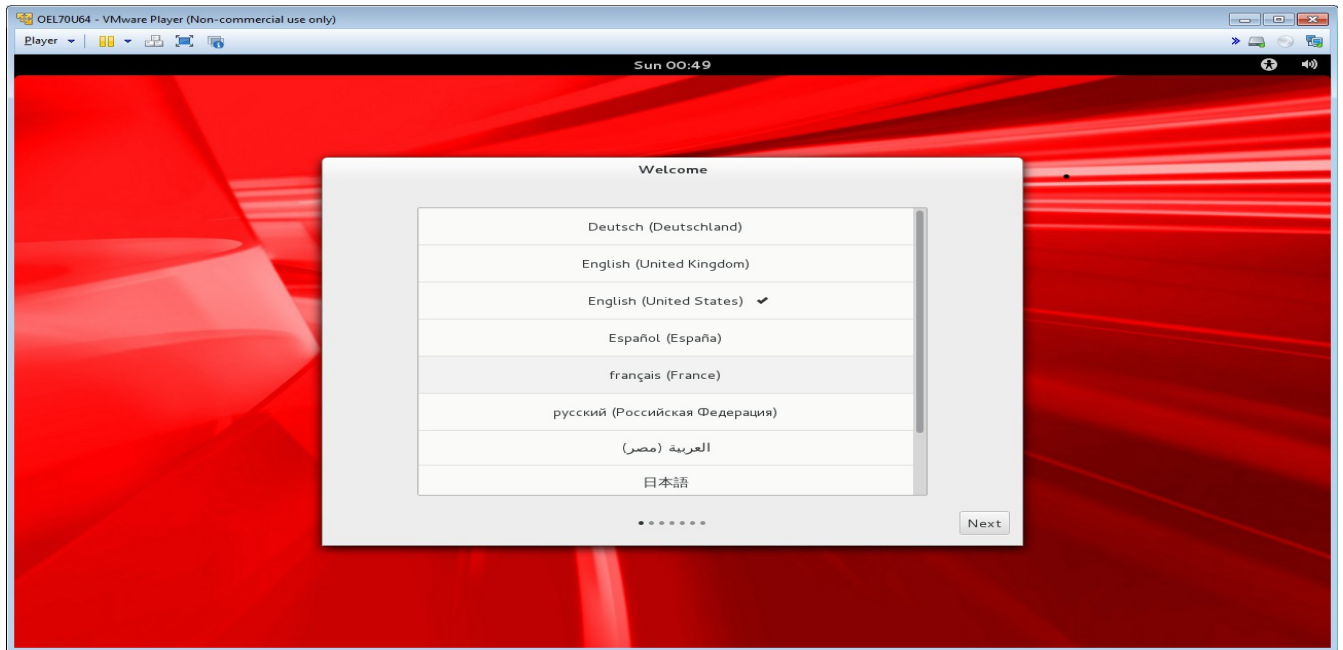 OEL70U64 - VMware Player (Non-commercial use only)
Player
Sun 00:49
Welcome
Deutsch (Deutschland)
English (United Kingdom)
English (United States)
Español (España)
français (France)
русский (Российская Федерация)
العربية (مصر)
日本語
Next